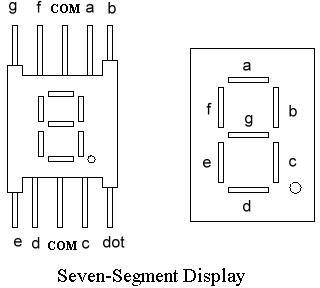 g f COM a b
a
f b
g
e c
d
e d COM c dot
Seven-Segment Display